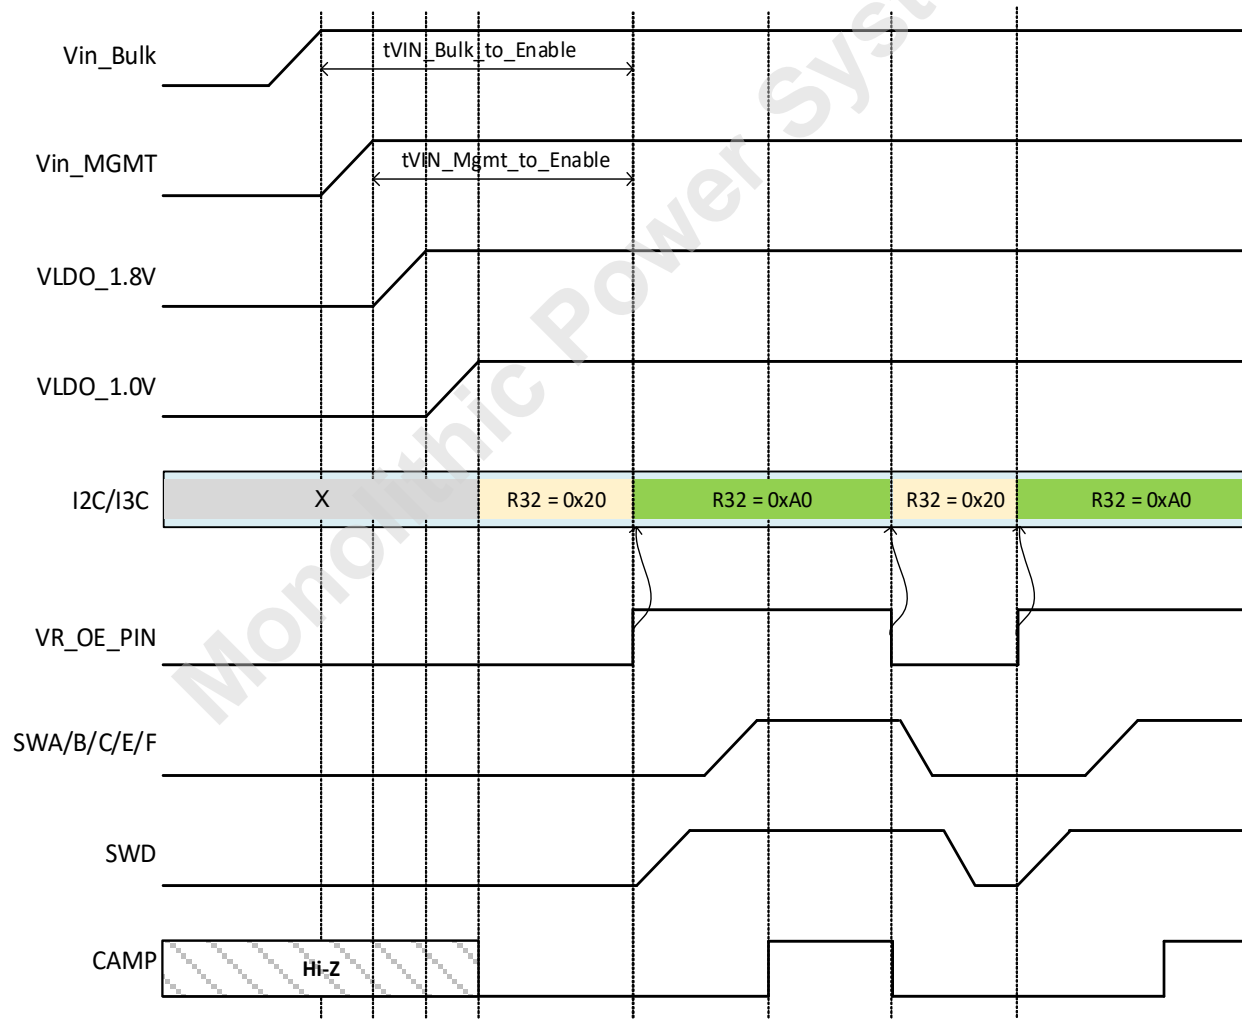 Vin_Bulk
tVIN_Bulk_to_Enable
Vin_MGMT
tVIN_Mgmt_to_Enable
VLDO_1.8V
VLDO_1.0V
I2C/I3C
X
R32 = 0x20
R32 = 0xA0
R32 = 0x20
R32 = 0xA0
VR_OE_PIN
SWA/B/C/E/F
SWD
CAMP
Hi-Z
Monolithic Power Sys